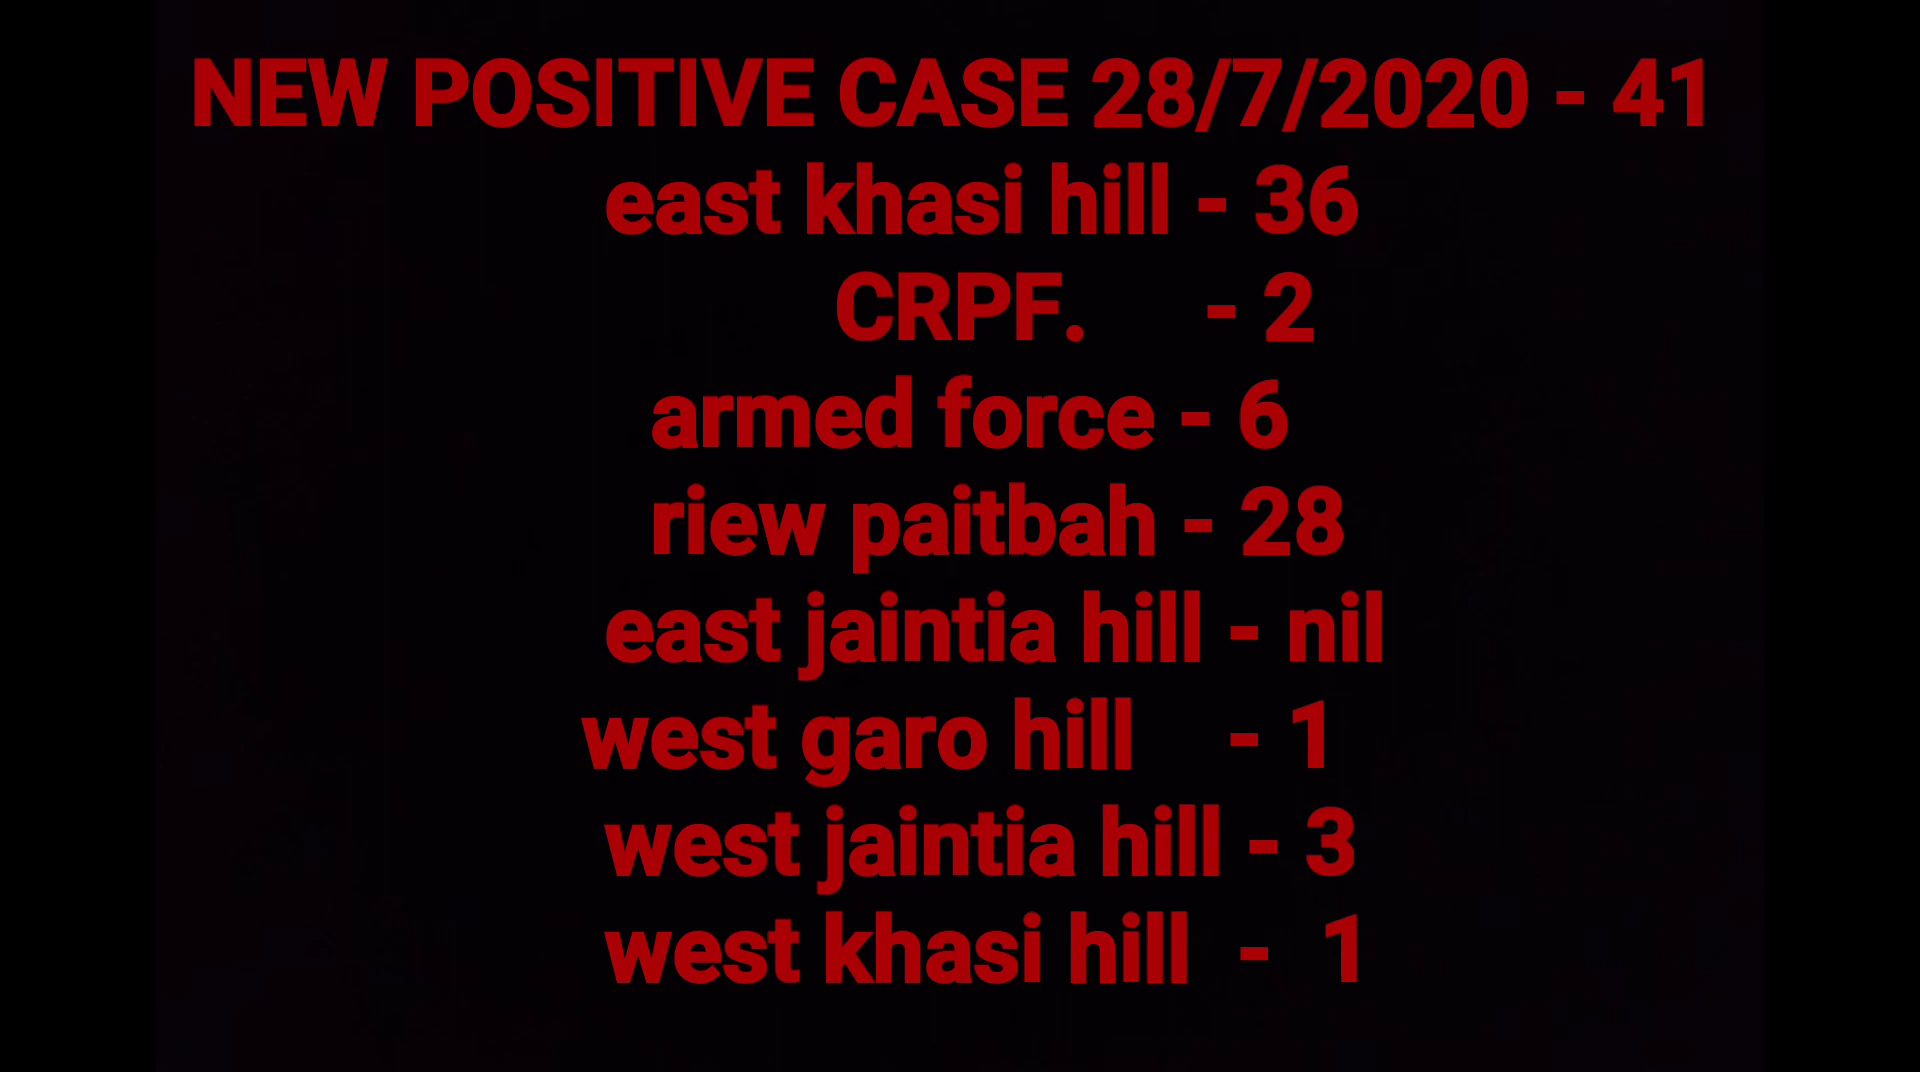 NEW POSITIVE CASE 28/7/2020 - 41
east khasi hill - 36
CRPF. - 2
armed force - 6
riew paitbah - 28
east jaintia hill - nil
west garo hill - 1
west jaintia hill - 3
west khasi hill - 1